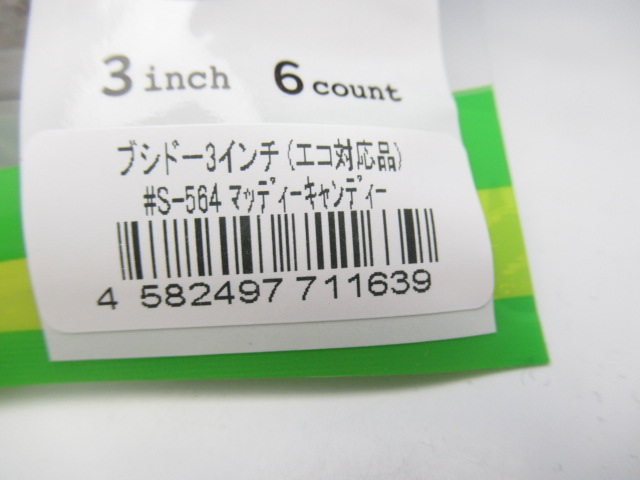 3 inch 6 count
ブシドー3インチ(エコ対応品)
#S-564 マッディーキャンディー
4 582497 711639